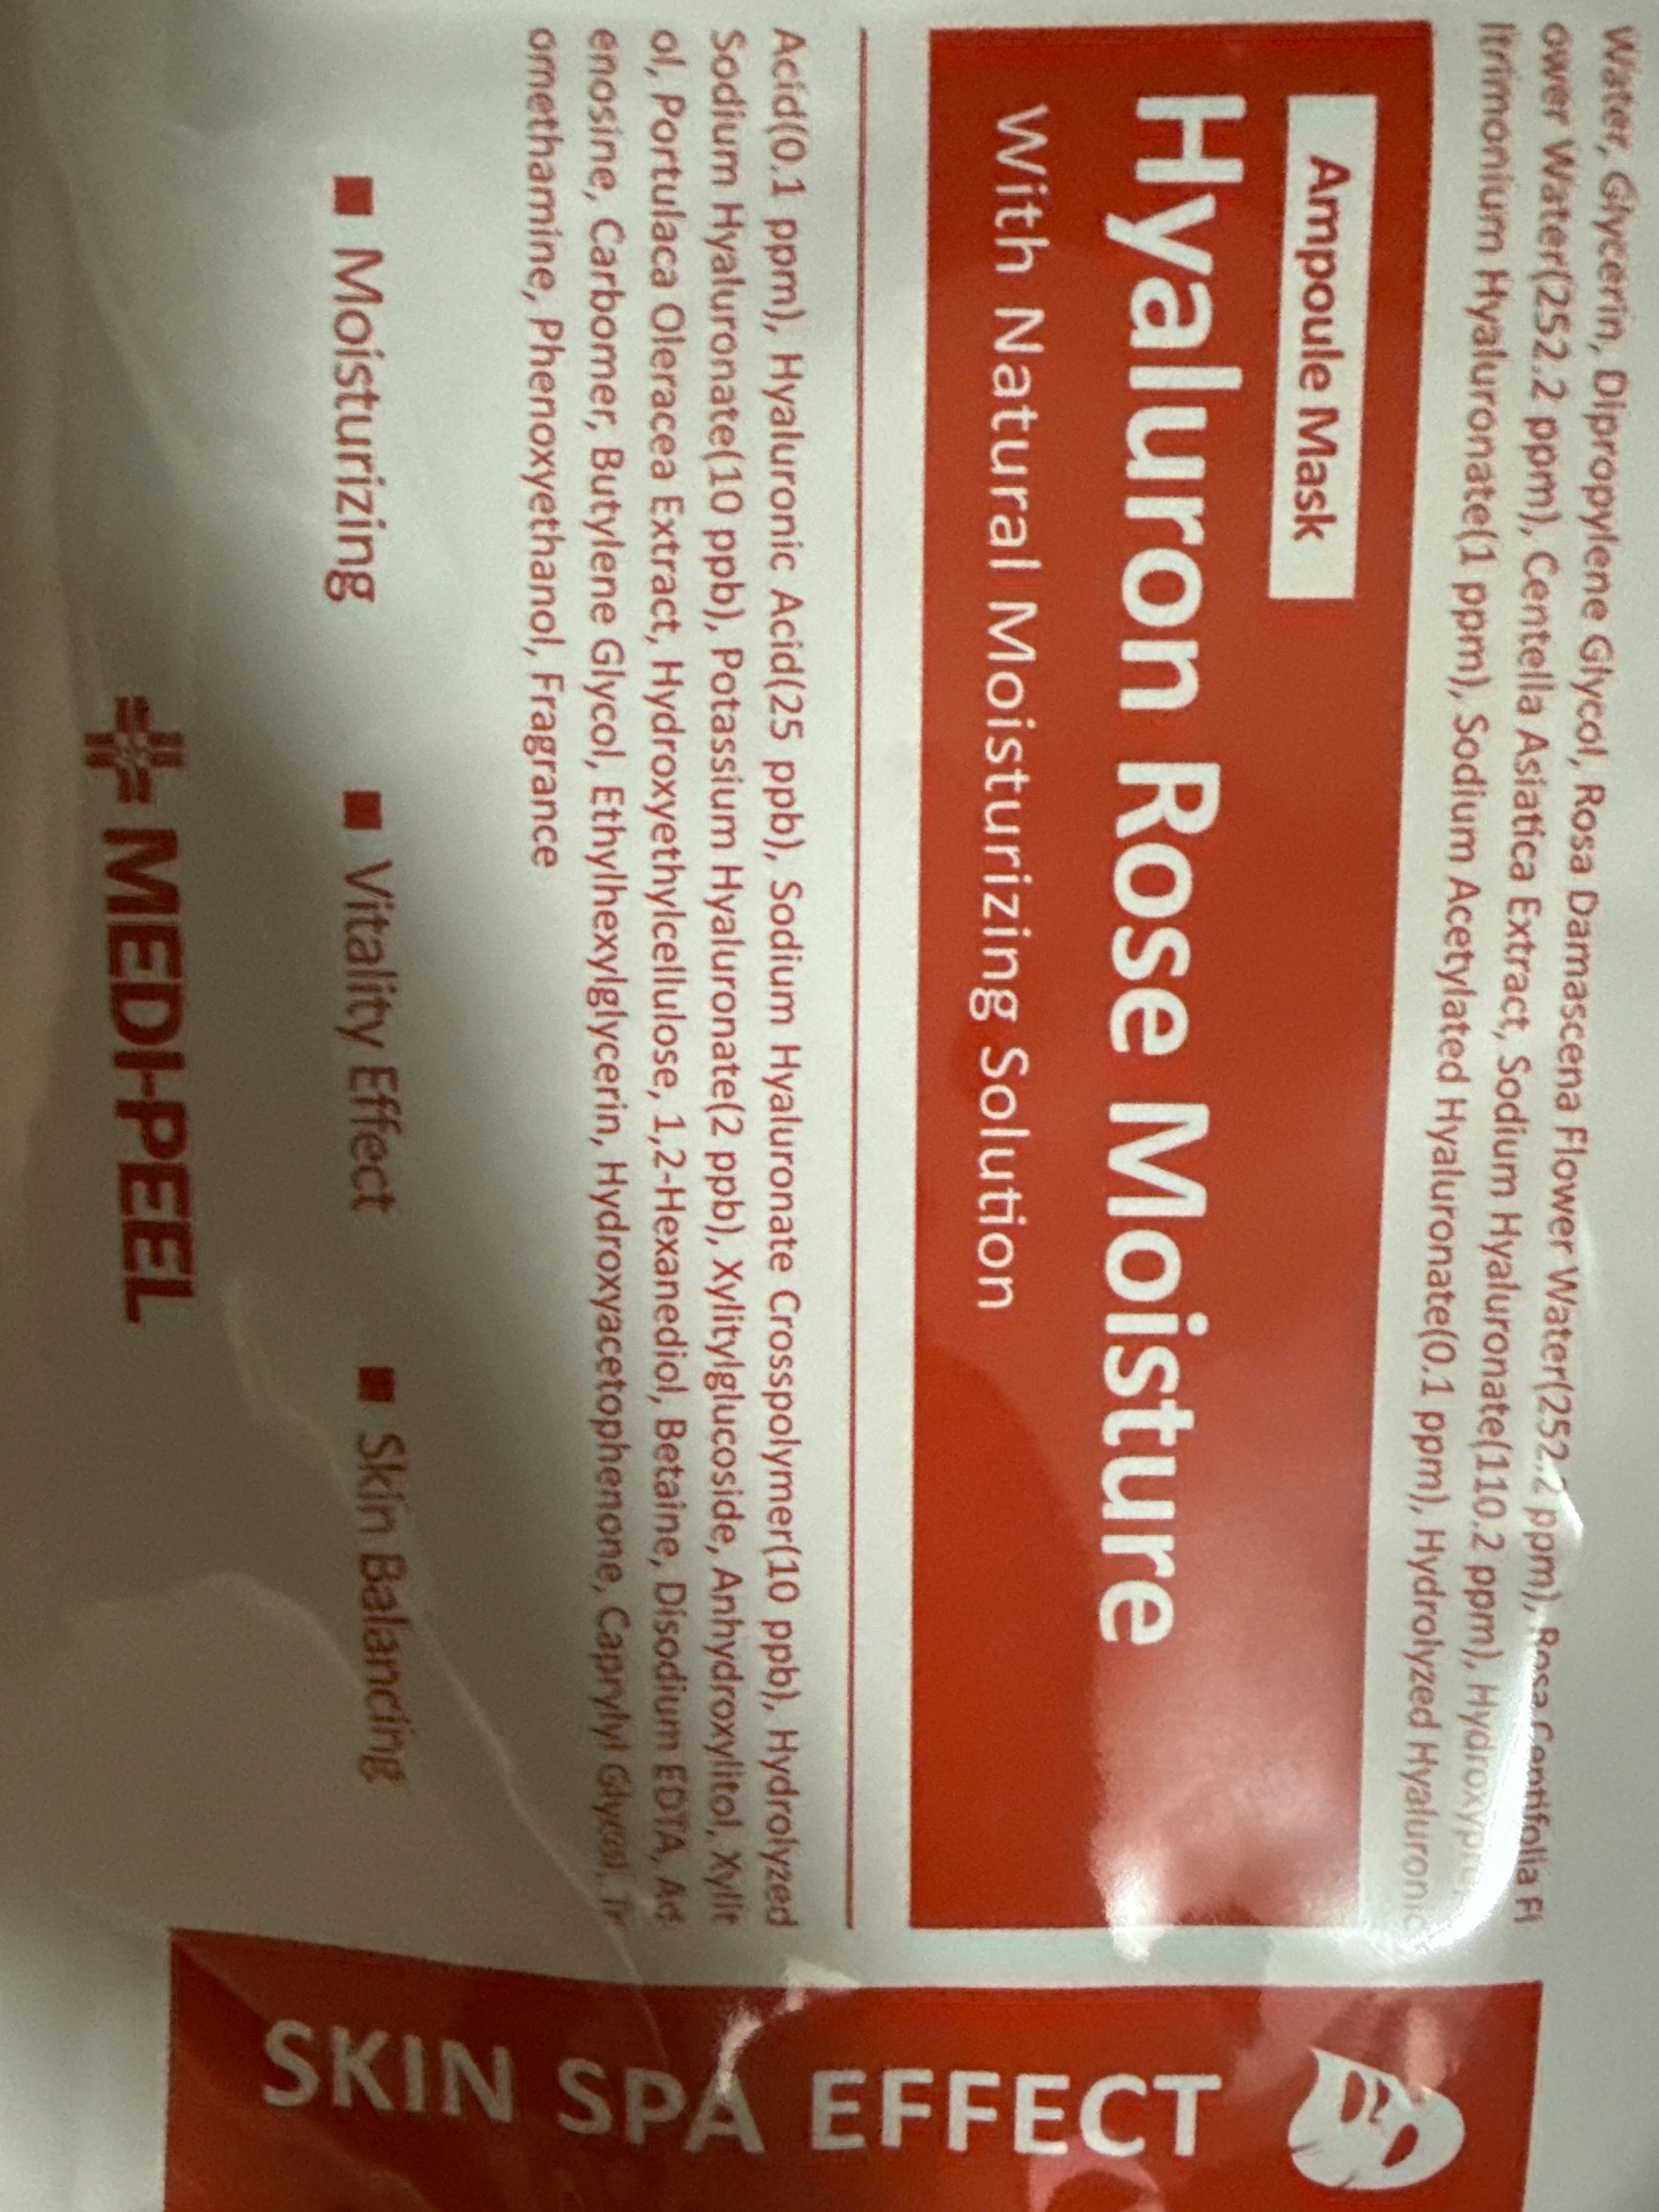 Water, Glycerin, Dipropylene Glycol, Rosa Damascena Flower Water(252.2 ppm), Rosa Centifolia Fl
ower Water(252.2 ppm), Centella Asiatica Extract, Sodium Hyaluronate(110.2 ppm), Hydroxypro
ltrimonium Hyaluronate(1 ppm), Sodium Acetylated Hyaluronate(0.1 ppm), Hydrolyzed Hyaluronic
Ampoule Mask
Hyaluron Rose Moisture
With Natural Moisturizing Solution
Acid(0.1 ppm), Hyaluronic Acid(25 ppb), Sodium Hyaluronate Crosspolymer(10 ppb), Hydrolyzed
Sodium Hyaluronate(10 ppb), Potassium Hyaluronate(2 ppb), Xylitylglucoside, Anhydroxylitol, Xylit
ol, Portulaca Oleracea Extract, Hydroxyethylcellulose, 1,2-Hexanediol, Betaine, Disodium EDTA, Ad
enosine, Carbomer, Butylene Glycol, Ethylhexylglycerin, Hydroxyacetophenone, Caprylyl Glycol, Tr
omethamine, Phenoxyethanol, Fragrance
■ Moisturizing ■ Vitality Effect ■ Skin Balancing
MEDI-PEEL
SKIN SPA EFFECT